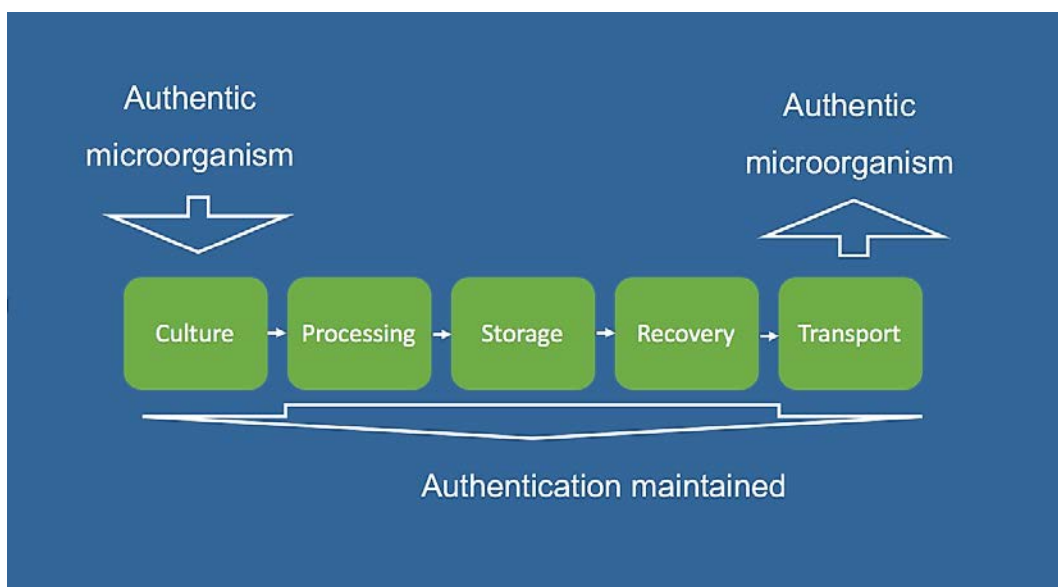 Authentic
microorganism
Authentic
microorganism
Culture
Processing
Storage
Recovery
Transport
Authentication maintained